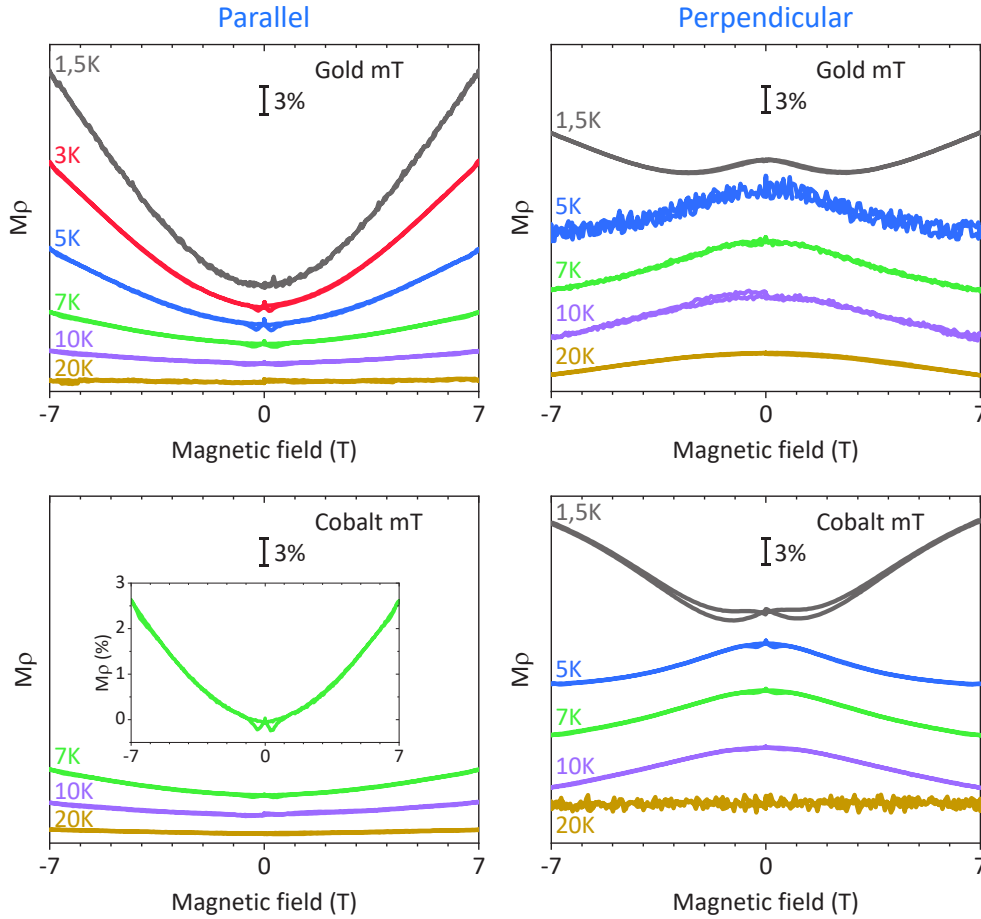 Parallel
Perpendicular
1,5K
Gold mT
3%
3K
5K
7K
10K
20K
Mρ
-7 0 7
Magnetic field (T)
Gold mT
3%
1,5K
5K
7K
10K
20K
Mρ
-7 0 7
Magnetic field (T)
Cobalt mT
3%
3
2
1
0
Mρ (%)
-7 0 7
7K
10K
20K
Mρ
-7 0 7
Magnetic field (T)
1,5K
Cobalt mT
3%
5K
7K
10K
20K
Mρ
-7 0 7
Magnetic field (T)